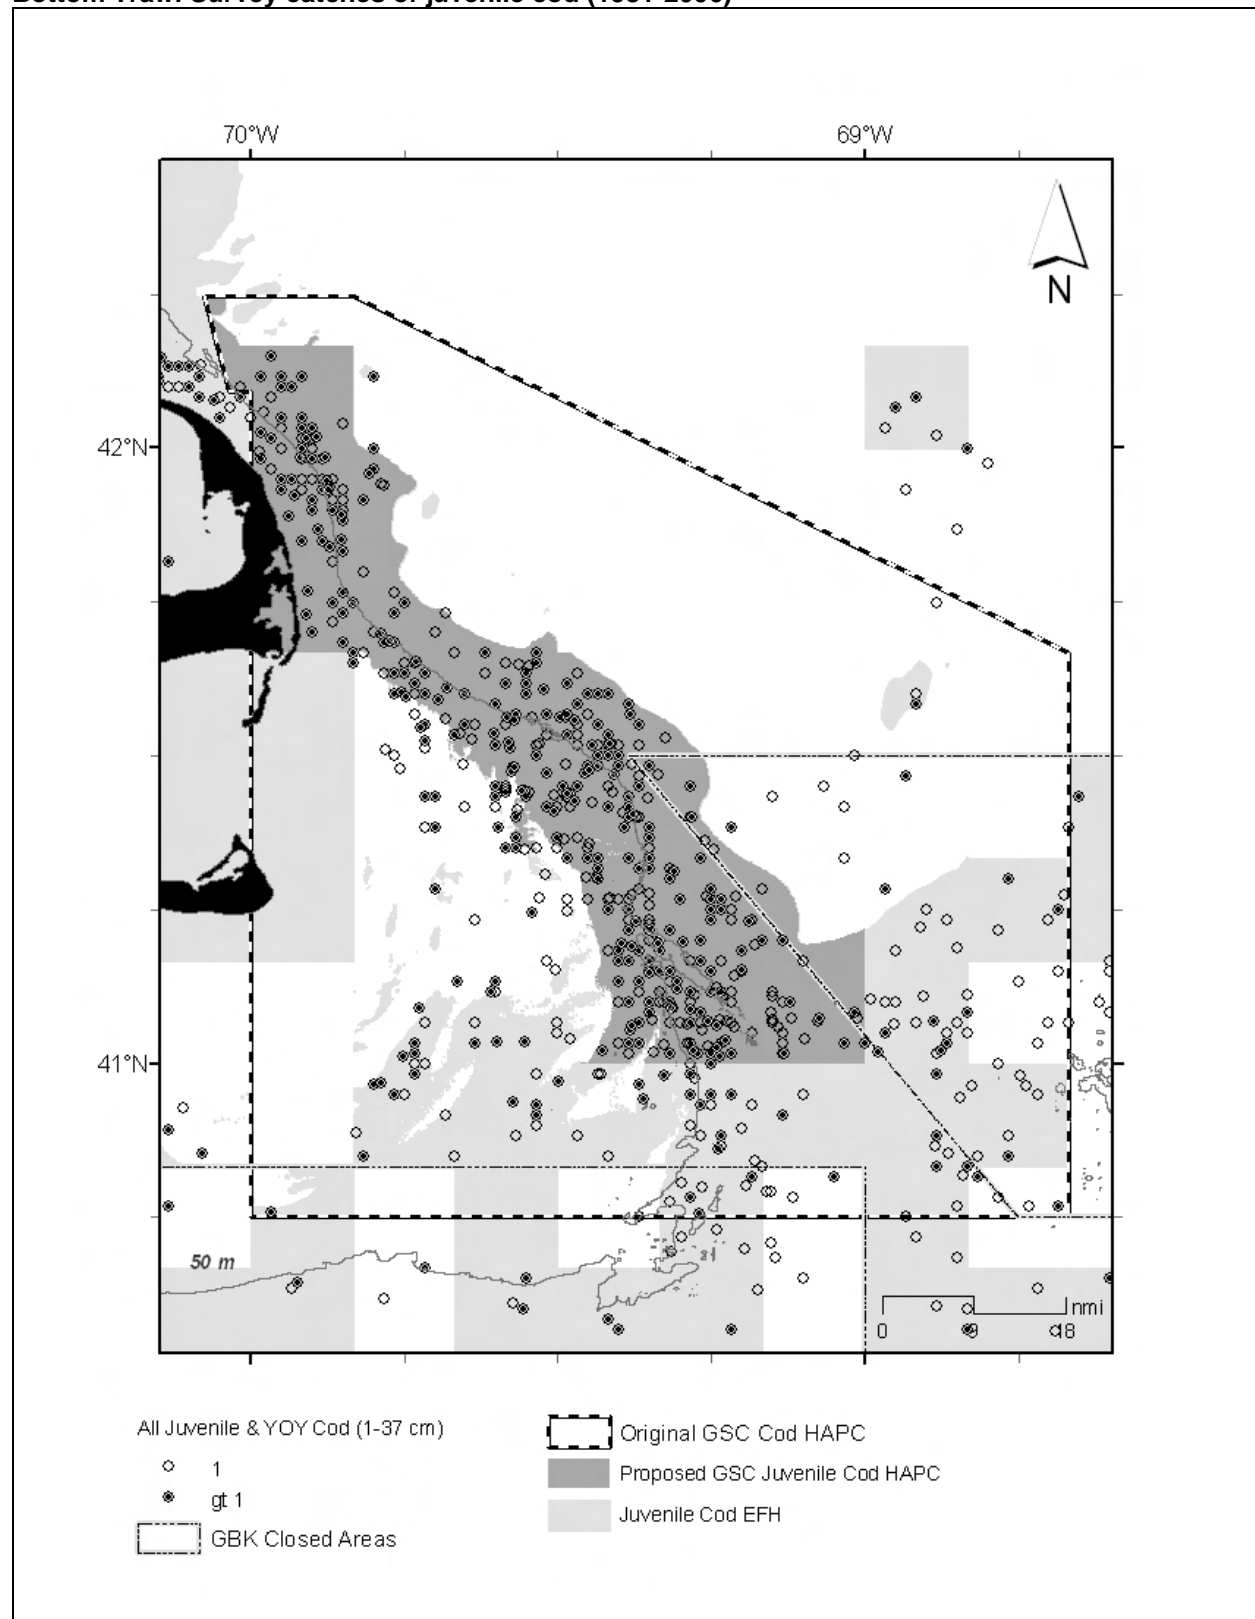 Bottom Trawl Survey catches of juvenile cod
70°W
69°W
N
42°N
41°N
50 m
nmi
0
9
18
All Juvenile & YOY Cod (1-37 cm)
1
gt 1
GBK Closed Areas
Original GSC Cod HAPC
Proposed GSC Juvenile Cod HAPC
Juvenile Cod EFH